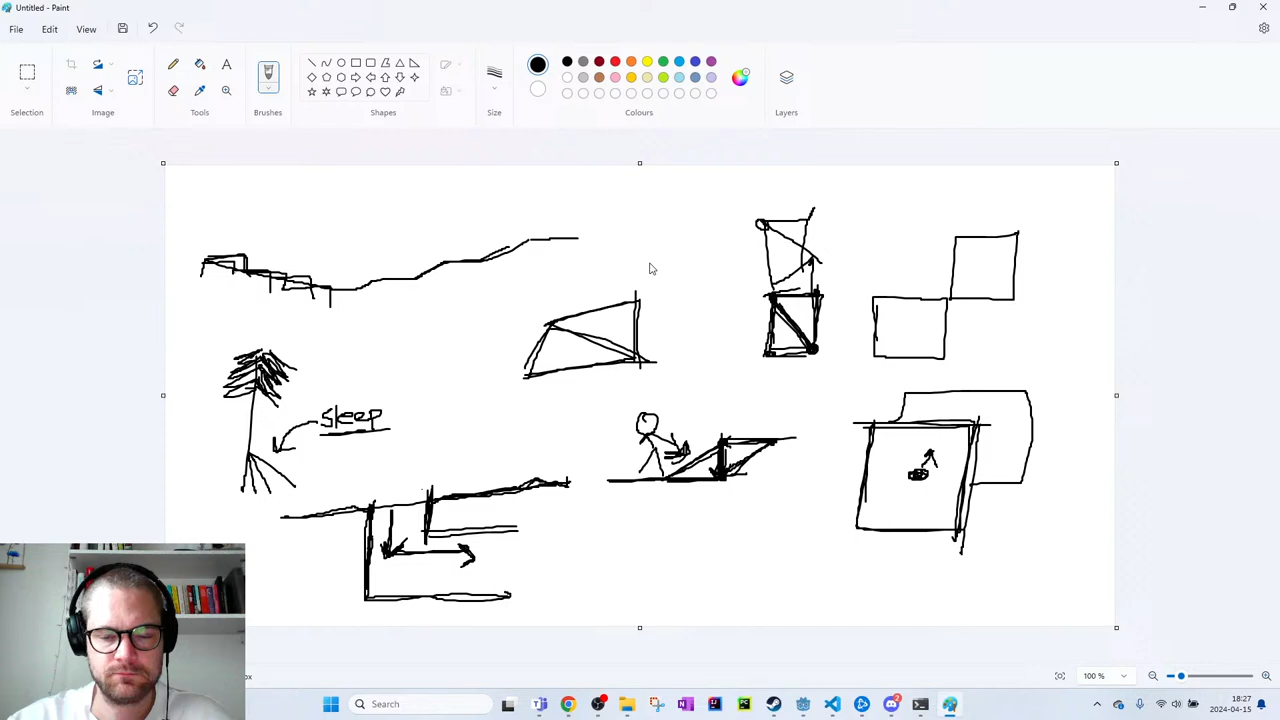 Untitled - Paint
File Edit View
Selection Image Tools Brushes Shapes Size Colours Layers
sleep
100 %
Search
18:27
2024-04-15